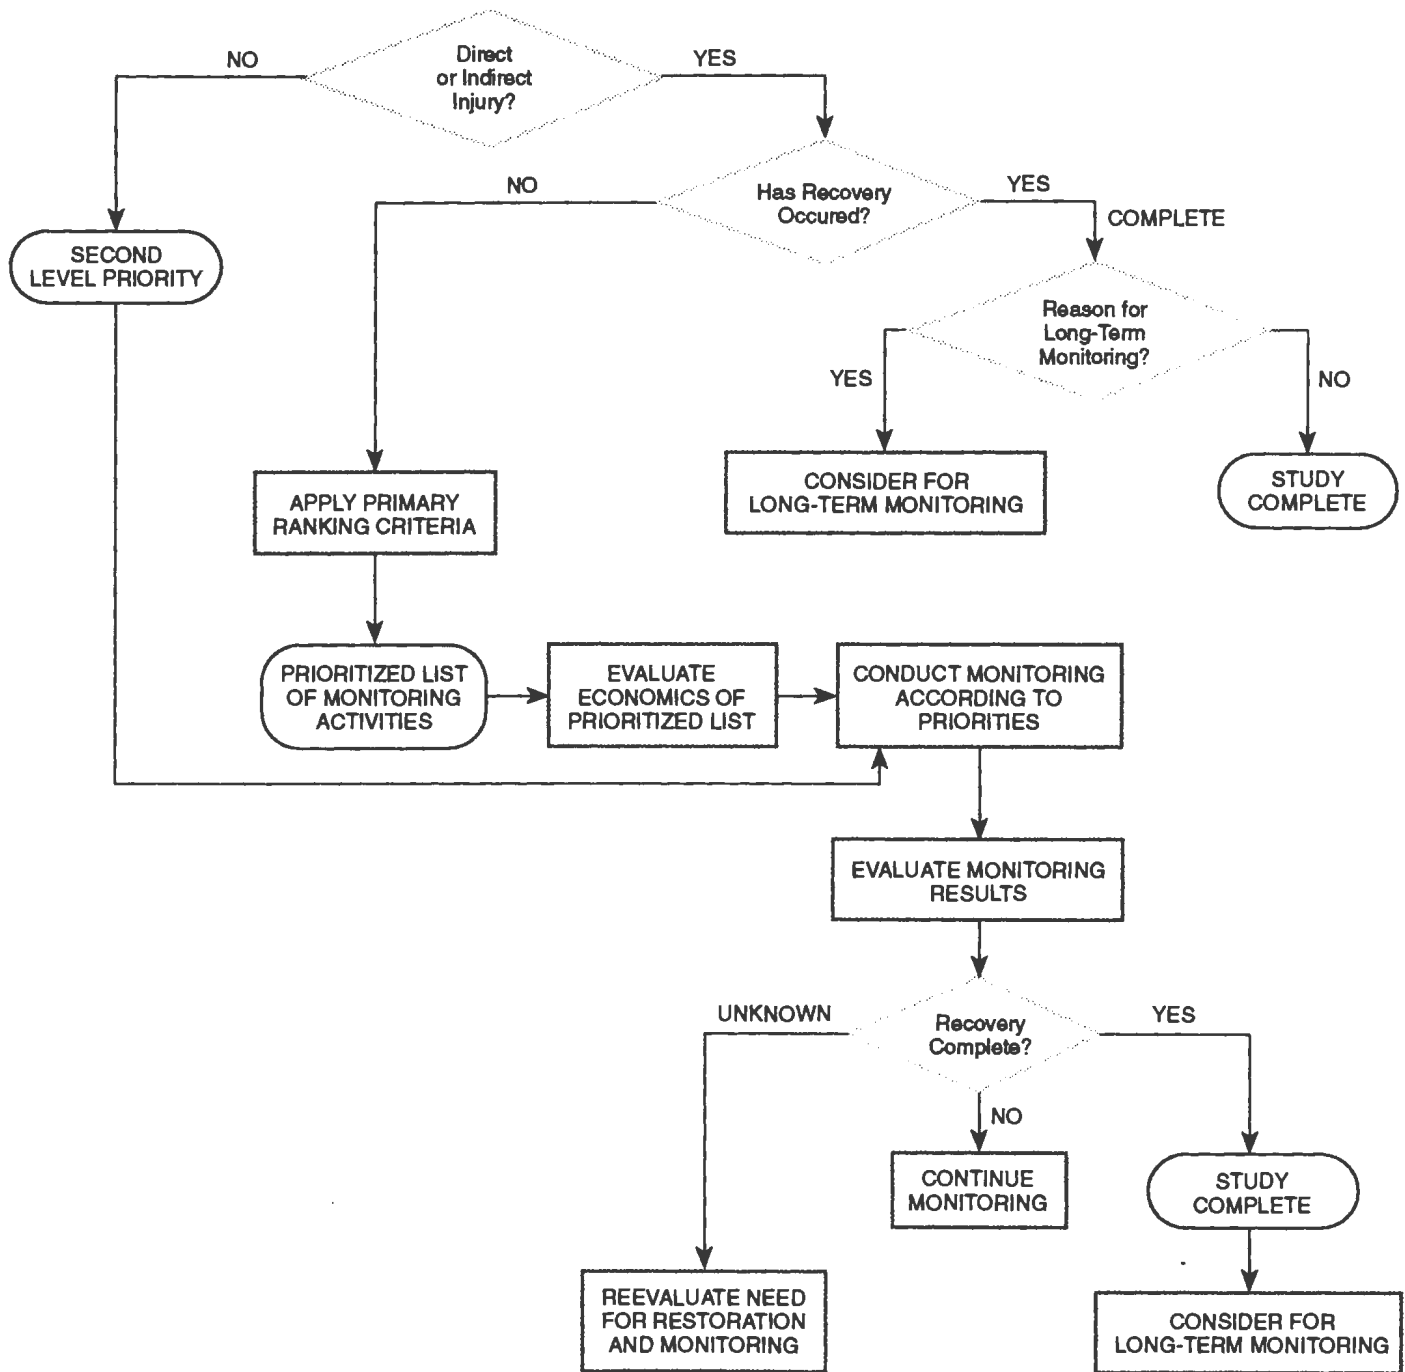 Direct
or Indirect
Injury?
NO
YES
Has Recovery
Occured?
NO
YES
COMPLETE
SECOND
LEVEL PRIORITY
Reason for
Long-Term
Monitoring?
YES
NO
CONSIDER FOR
LONG-TERM MONITORING
STUDY
COMPLETE
APPLY PRIMARY
RANKING CRITERIA
PRIORITIZED LIST
OF MONITORING
ACTIVITIES
EVALUATE
ECONOMICS OF
PRIORITIZED LIST
CONDUCT MONITORING
ACCORDING TO
PRIORITIES
EVALUATE MONITORING
RESULTS
Recovery
Complete?
UNKNOWN
YES
NO
CONTINUE
MONITORING
STUDY
COMPLETE
REEVALUATE NEED
FOR RESTORATION
AND MONITORING
CONSIDER FOR
LONG-TERM MONITORING